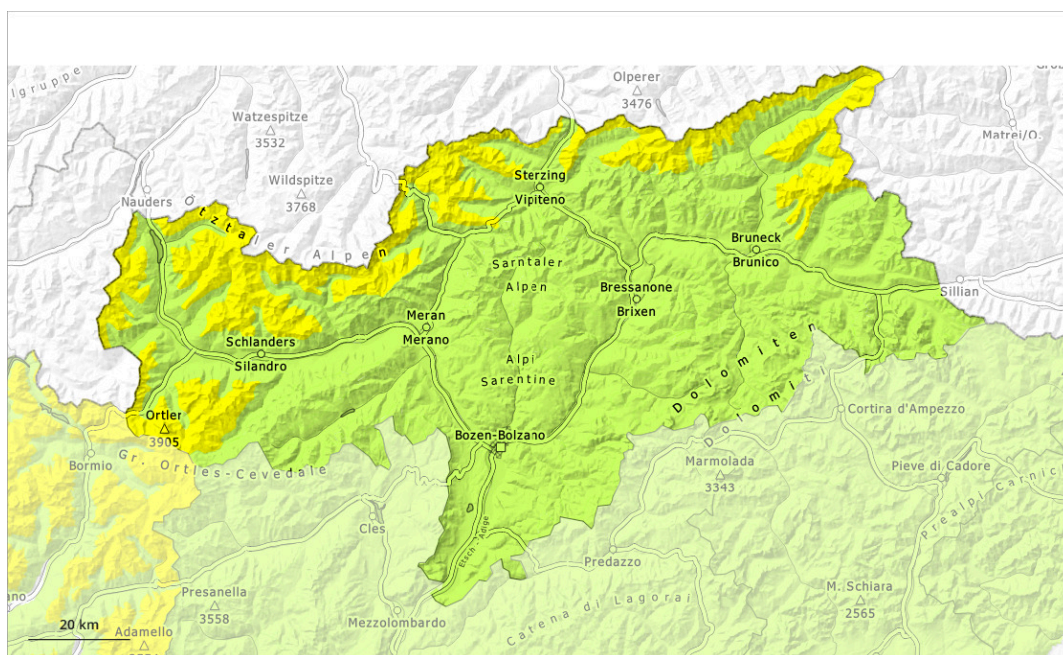 Olperer
3476
Watzespitze
3532
Matrei/O.
Wildspitze
3768
Sterzing
Vipiteno
Nauders
Ötztaler Alpen
Bruneck
Brunico
Sarntaler
Alpen
Bressanone
Brixen
Sillian
Meran
Merano
Schlanders
Silandro
Alpi
Sarentine
Dolomiten
Dolomiti
Ortler
3905
Cortina d'Ampezzo
Bozen-Bolzano
Bormio
Gr. Ortles-Cevedale
Marmolada
3343
Pieve di Cadore
Prealpi Carnic
Cles
Etsch - Adige
Predazzo
Presanella
3558
M. Schiara
2565
20 km
Mezzolombardo
Catena di Lagorai
Adamello